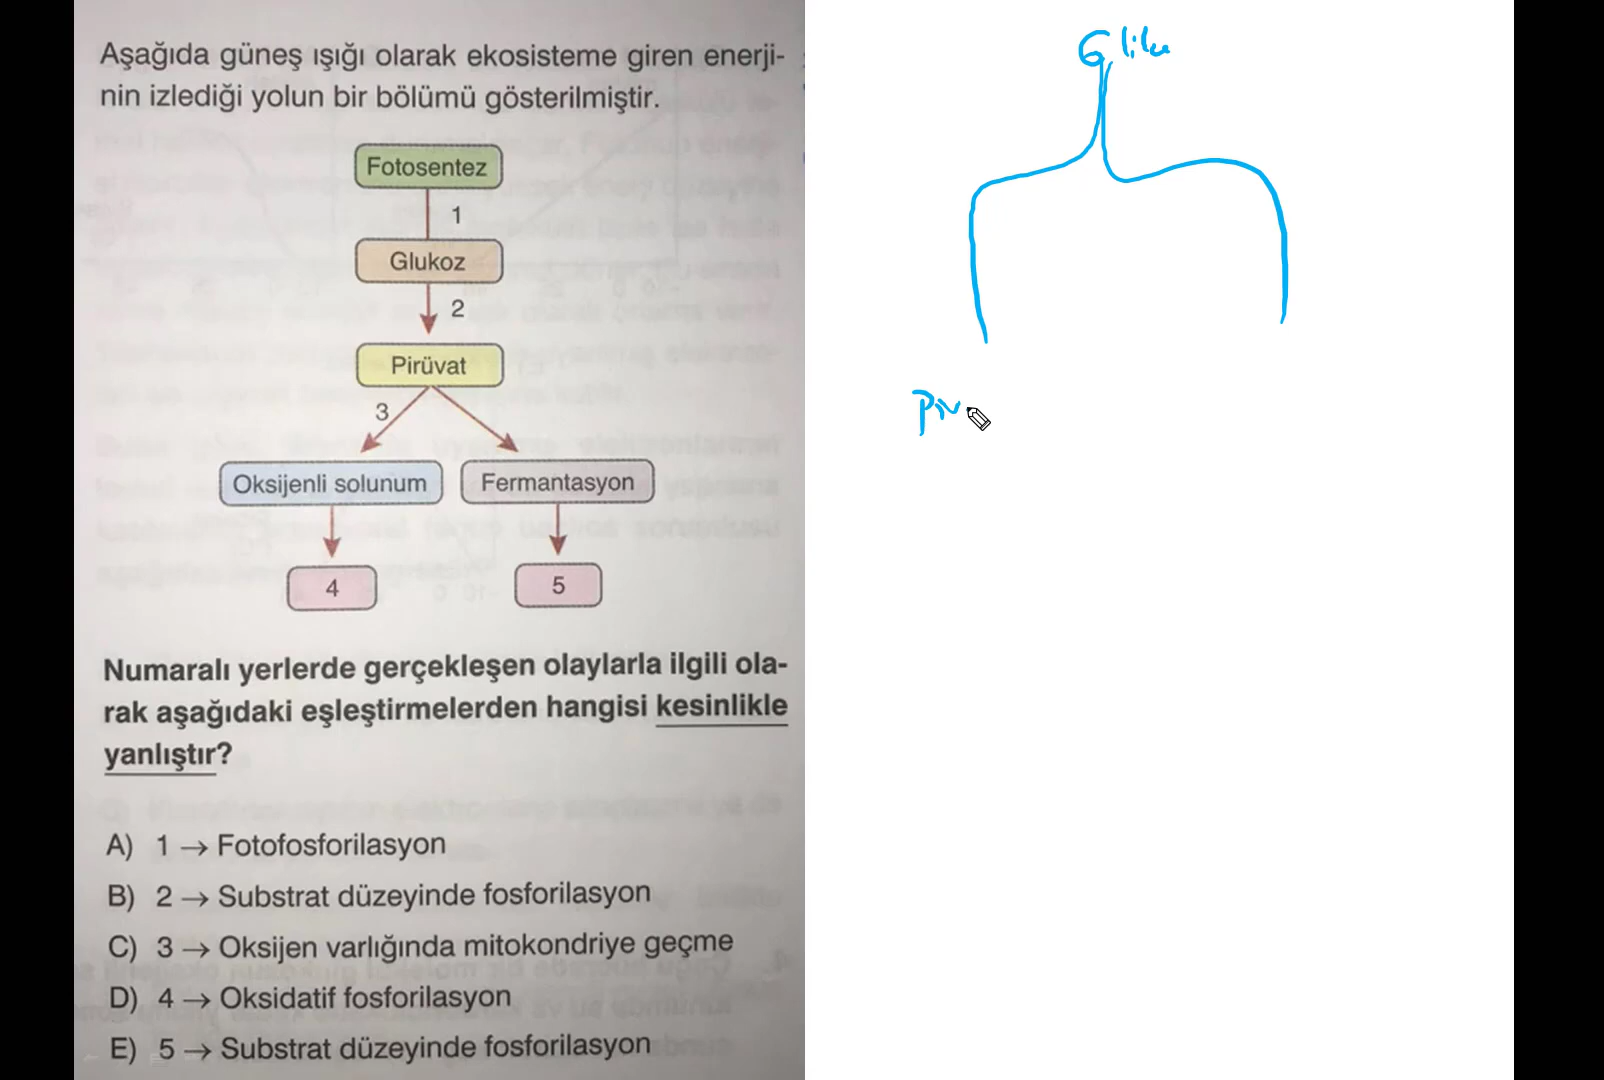 Aşağıda güneş ışığı olarak ekosisteme giren enerji-
nin izlediği yolun bir bölümü gösterilmiştir.
Fotosentez
1
Glukoz
2
Pirüvat
3
Oksijenli solunum
Fermantasyon
4
5
Numaralı yerlerde gerçekleşen olaylarla ilgili ola-
rak aşağıdaki eşleştirmelerden hangisi kesinlikle
yanlıştır?
A) 1 → Fotofosforilasyon
B) 2 → Substrat düzeyinde fosforilasyon
C) 3 → Oksijen varlığında mitokondriye geçme
D) 4 → Oksidatif fosforilasyon
E) 5 → Substrat düzeyinde fosforilasyon